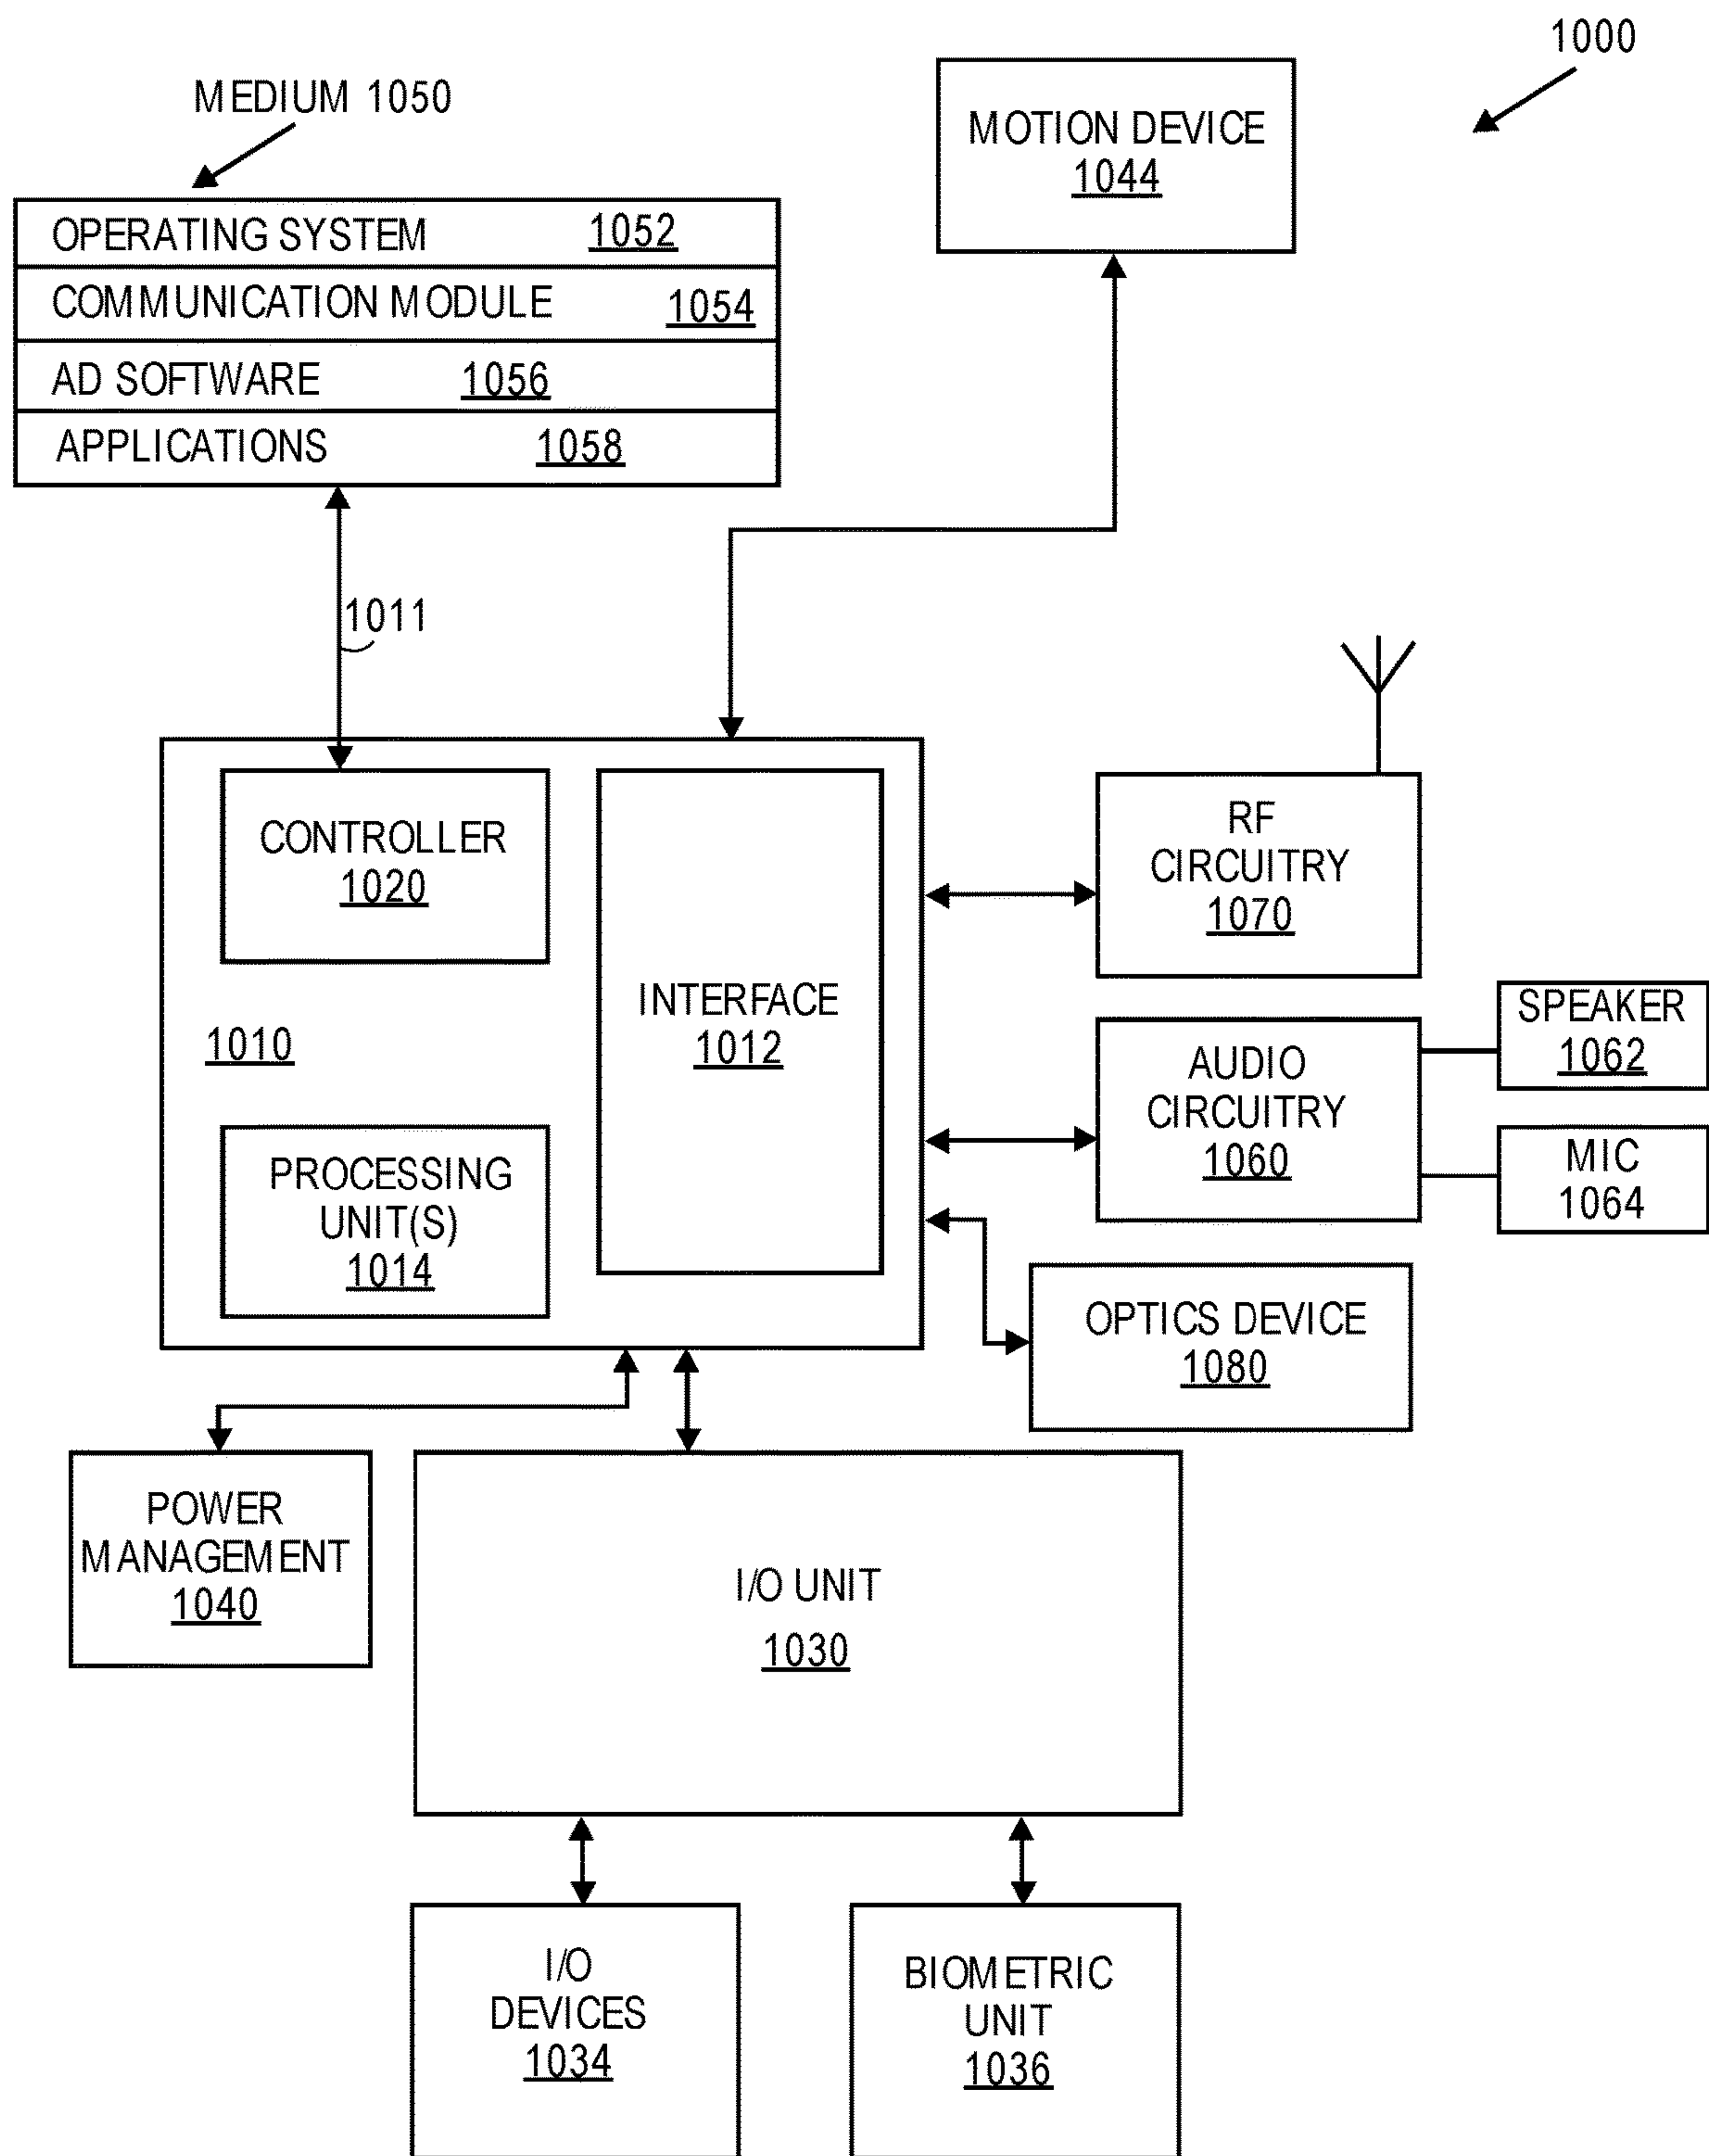 1000
MEDIUM 1050
MOTION DEVICE
1044
OPERATING SYSTEM 1052
COMMUNICATION MODULE 1054
AD SOFTWARE 1056
APPLICATIONS 1058
1011
CONTROLLER
1020
INTERFACE
1012
1010
PROCESSING
UNIT(S)
1014
RF
CIRCUITRY
1070
AUDIO
CIRCUITRY
1060
SPEAKER
1062
MIC
1064
OPTICS DEVICE
1080
POWER
MANAGEMENT
1040
I/O UNIT
1030
I/O
DEVICES
1034
BIOMETRIC
UNIT
1036